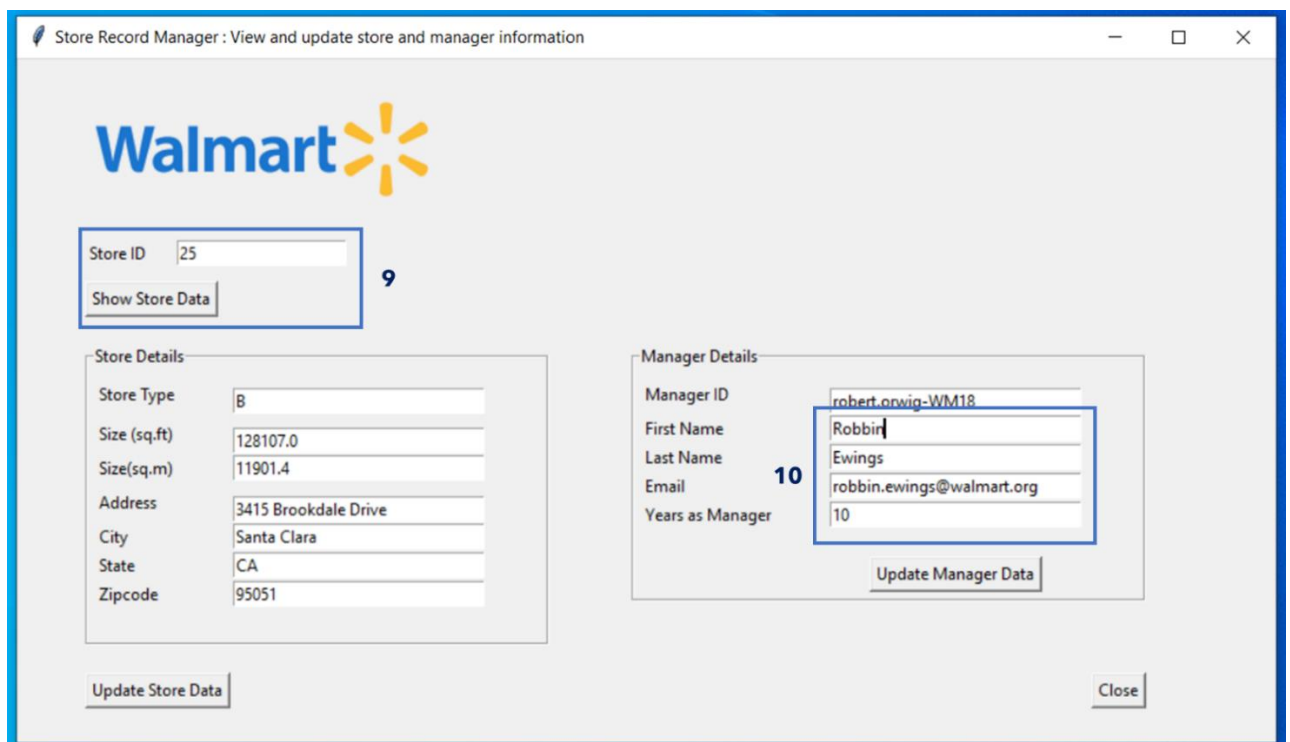 Store Record Manager : View and update store and manager information
Walmart
Store ID 25
9
Show Store Data
Store Details
Store Type B
Size (sq.ft) 128107.0
Size(sq.m) 11901.4
Address 3415 Brookdale Drive
City Santa Clara
State CA
Zipcode 95051
Manager Details
Manager ID robert.orwig-WM18
First Name Robbin
Last Name Ewings
10
Email robbin.ewings@walmart.org
Years as Manager 10
Update Manager Data
Update Store Data
Close